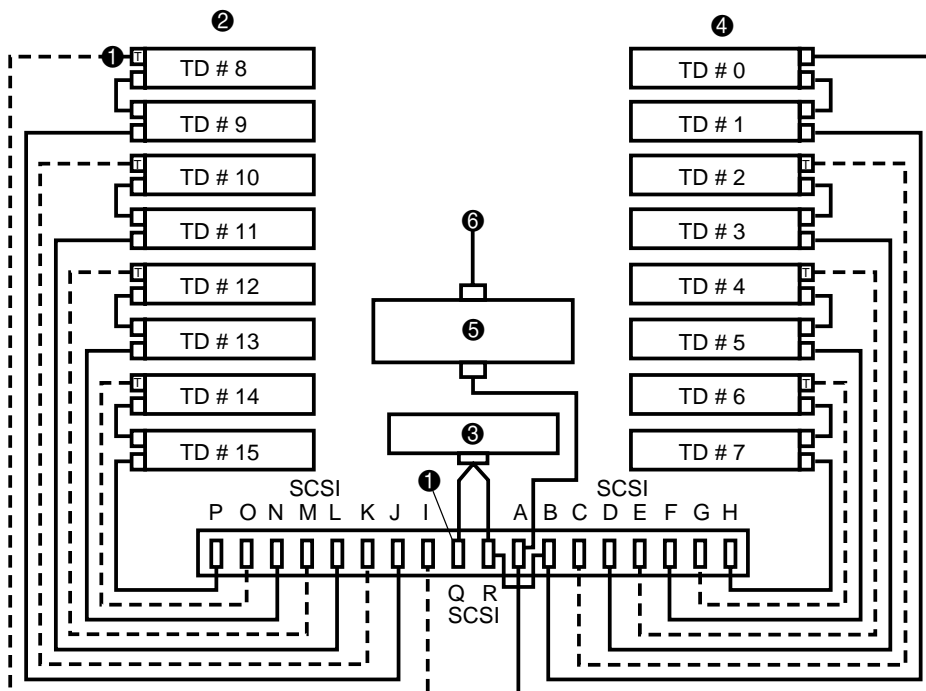 ❷
❹
❶ T TD # 8
TD # 0
TD # 9
TD # 1
T TD # 10
TD # 2 T
TD # 11
TD # 3
❻
T TD # 12
TD # 4 T
❺
TD # 13
TD # 5
T TD # 14
TD # 6 T
❸
TD # 15
TD # 7
❶
SCSI
SCSI
P O N M L K J I A B C D E F G H
Q R
SCSI